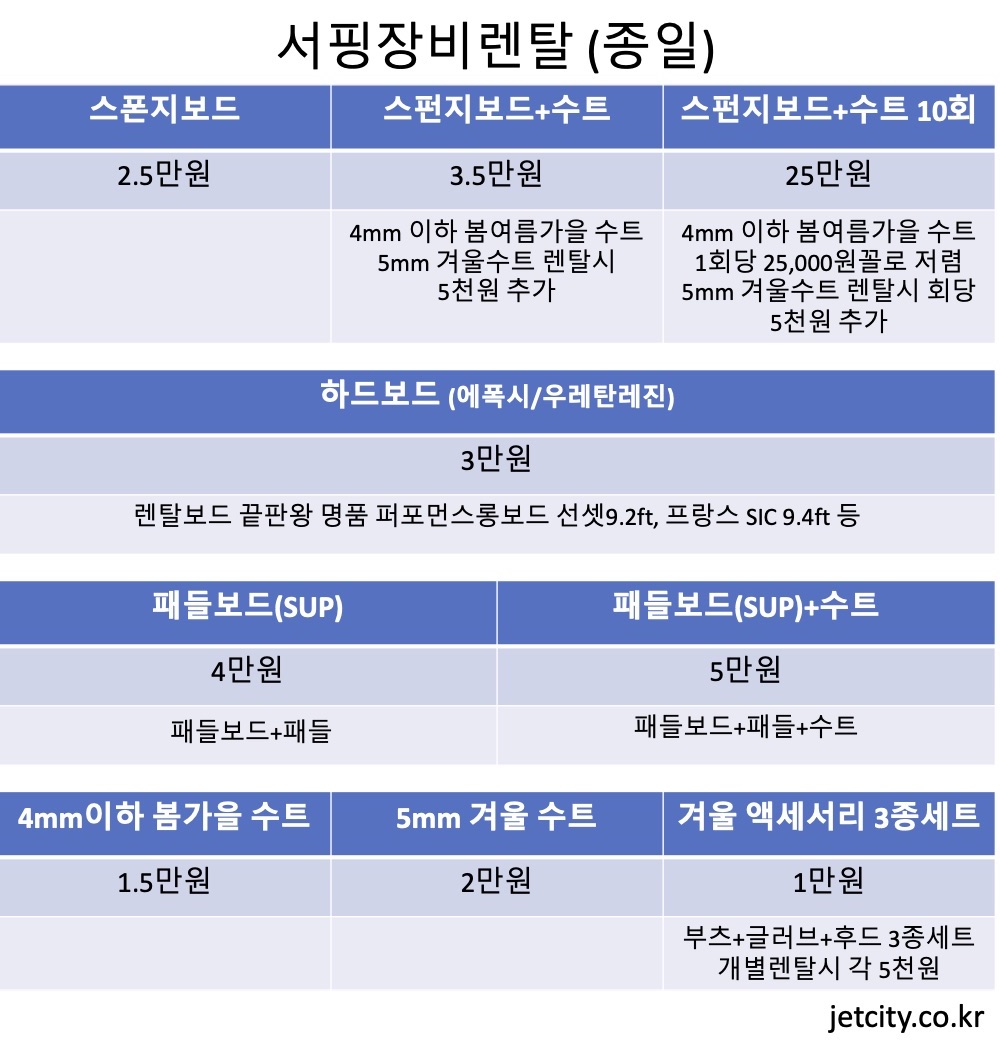 서핑장비렌탈 (종일)
스폰지보드
스펀지보드+수트
스펀지보드+수트 10회
2.5만원
3.5만원
25만원
4mm 이하 봄여름가을 수트
5mm 겨울수트 렌탈시
5천원 추가
4mm 이하 봄여름가을 수트
1회당 25,000원꼴로 저렴
5mm 겨울수트 렌탈시 회당
5천원 추가
하드보드 (에폭시/우레탄레진)
3만원
렌탈보드 끝판왕 명품 퍼포먼스롱보드 선셋9.2ft, 프랑스 SIC 9.4ft 등
패들보드(SUP)
패들보드(SUP)+수트
4만원
5만원
패들보드+패들
패들보드+패들+수트
4mm이하 봄가을 수트
5mm 겨울 수트
겨울 액세서리 3종세트
1.5만원
2만원
1만원
부츠+글러브+후드 3종세트
개별렌탈시 각 5천원
jetcity.co.kr